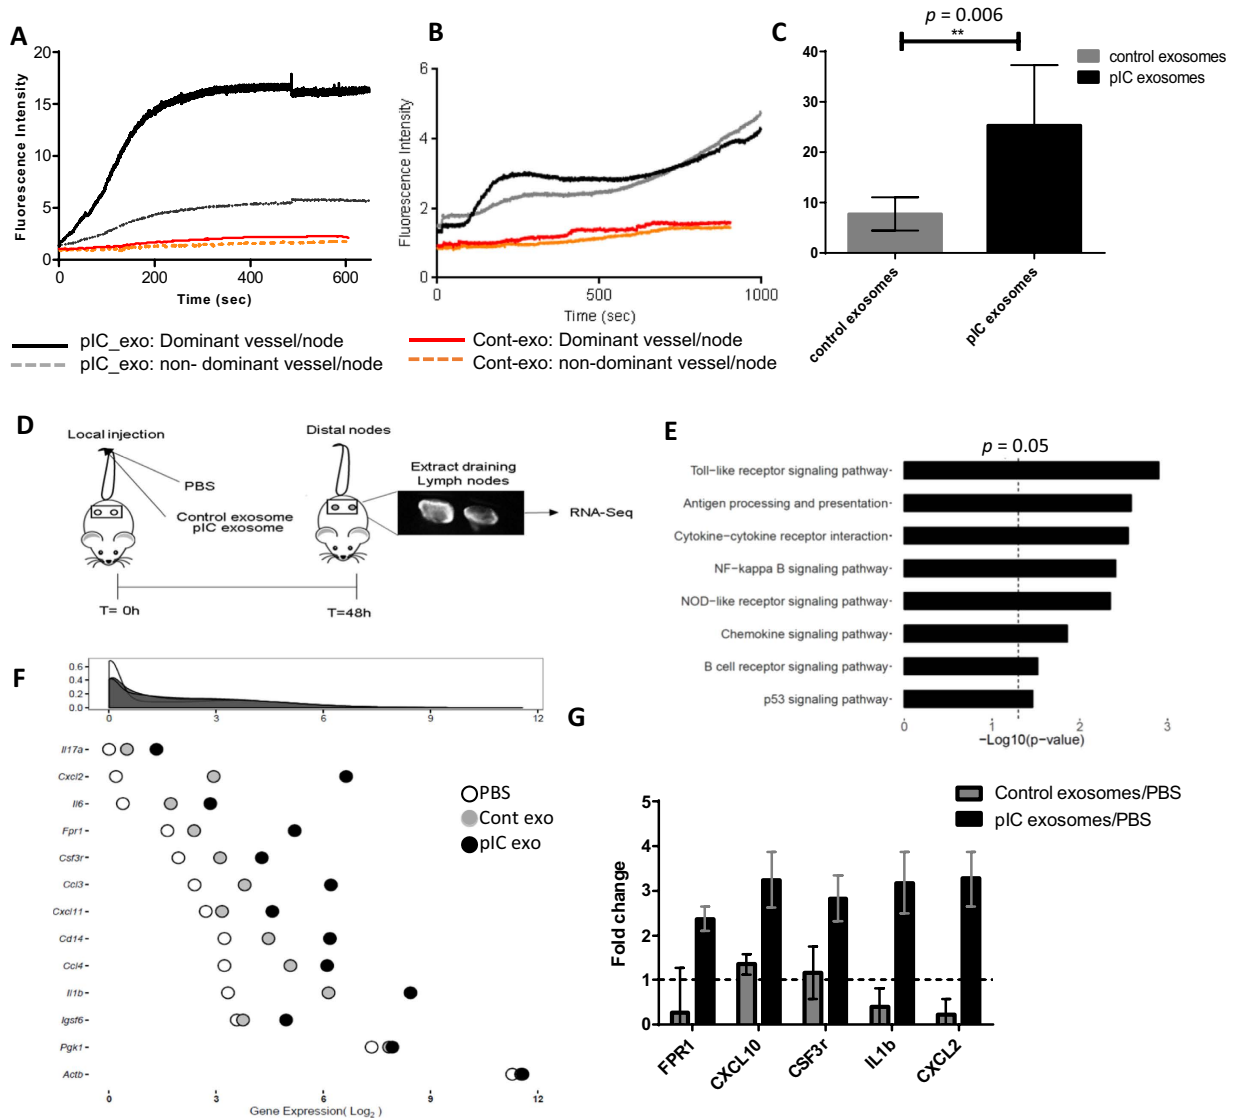 A
20
15
10
5
0
Fluorescence Intensity
0
200
400
600
Time (sec)
B
6
4
2
0
Fluorescence Intensity
0
500
1000
Time (sec)
C
p = 0.006
**
40
30
20
10
0
control exosomes
pIC exosomes
control exosomes
pIC exosomes
pIC_exo: Dominant vessel/node
pIC_exo: non- dominant vessel/node
Cont-exo: Dominant vessel/node
Cont-exo: non-dominant vessel/node
D
Local injection
PBS
Control exosome
pIC exosome
T= 0h
Distal nodes
Extract draining
Lymph nodes
RNA-Seq
T=48h
E
p = 0.05
Toll-like receptor signaling pathway
Antigen processing and presentation
Cytokine-cytokine receptor interaction
NF-kappa B signaling pathway
NOD-like receptor signaling pathway
Chemokine signaling pathway
B cell receptor signaling pathway
p53 signaling pathway
0
1
2
3
-Log10(p-value)
F
0.6
0.4
0.2
0.0
0
3
6
9
12
Il17a
Cxcl2
Il6
Fpr1
Csf3r
Ccl3
Cxcl11
Cd14
Ccl4
Il1b
Igsf6
Pgk1
Actb
0
3
6
9
12
Gene Expression( Log2 )
PBS
Cont exo
pIC exo
G
Control exosomes/PBS
pIC exosomes/PBS
5
4
3
2
1
0
Fold change
FPR1
CXCL10
CSF3r
IL1b
CXCL2